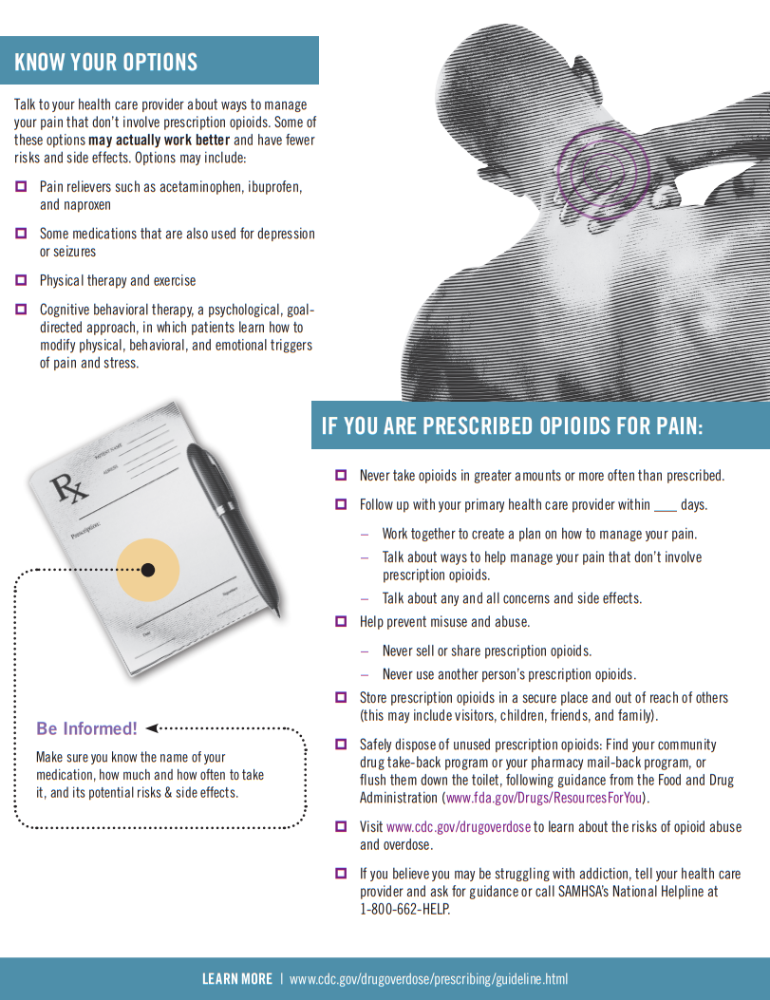 KNOW YOUR OPTIONS
Talk to your health care provider about ways to manage
your pain that don't involve prescription opioids. Some of
these options may actually work better and have fewer
risks and side effects. Options may include:
Pain relievers such as acetaminophen, ibuprofen,
and naproxen
Some medications that are also used for depression
or seizures
Physical therapy and exercise
Cognitive behavioral therapy, a psychological, goal-
directed approach, in which patients learn how to
modify physical, behavioral, and emotional triggers
of pain and stress.
PATIENT NAME
ADDRESS
Rx
Prescription:
Signature
Date
Be Informed!
Make sure you know the name of your
medication, how much and how often to take
it, and its potential risks & side effects.
IF YOU ARE PRESCRIBED OPIOIDS FOR PAIN:
Never take opioids in greater amounts or more often than prescribed.
Follow up with your primary health care provider within ___ days.
– Work together to create a plan on how to manage your pain.
– Talk about ways to help manage your pain that don't involve
prescription opioids.
– Talk about any and all concerns and side effects.
Help prevent misuse and abuse.
– Never sell or share prescription opioids.
– Never use another person's prescription opioids.
Store prescription opioids in a secure place and out of reach of others
(this may include visitors, children, friends, and family).
Safely dispose of unused prescription opioids: Find your community
drug take-back program or your pharmacy mail-back program, or
flush them down the toilet, following guidance from the Food and Drug
Administration (www.fda.gov/Drugs/ResourcesForYou).
Visit www.cdc.gov/drugoverdose to learn about the risks of opioid abuse
and overdose.
If you believe you may be struggling with addiction, tell your health care
provider and ask for guidance or call SAMHSA's National Helpline at
1-800-662-HELP.
LEARN MORE | www.cdc.gov/drugoverdose/prescribing/guideline.html